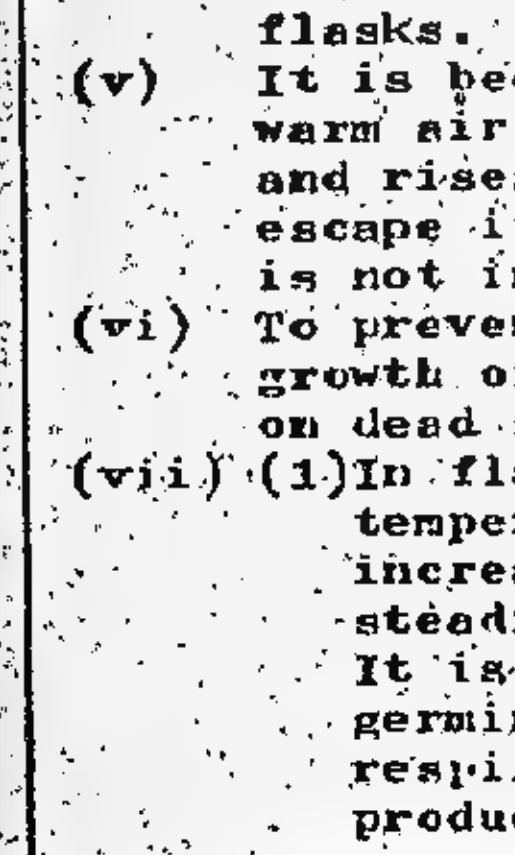 flasks.
(v) It is be
warm air
and rise
escape i
is not i
(vi) To preve
growth o
on dead
(vii) (1)In fl
tempe
increa
stead
It is
germi
respi
produ